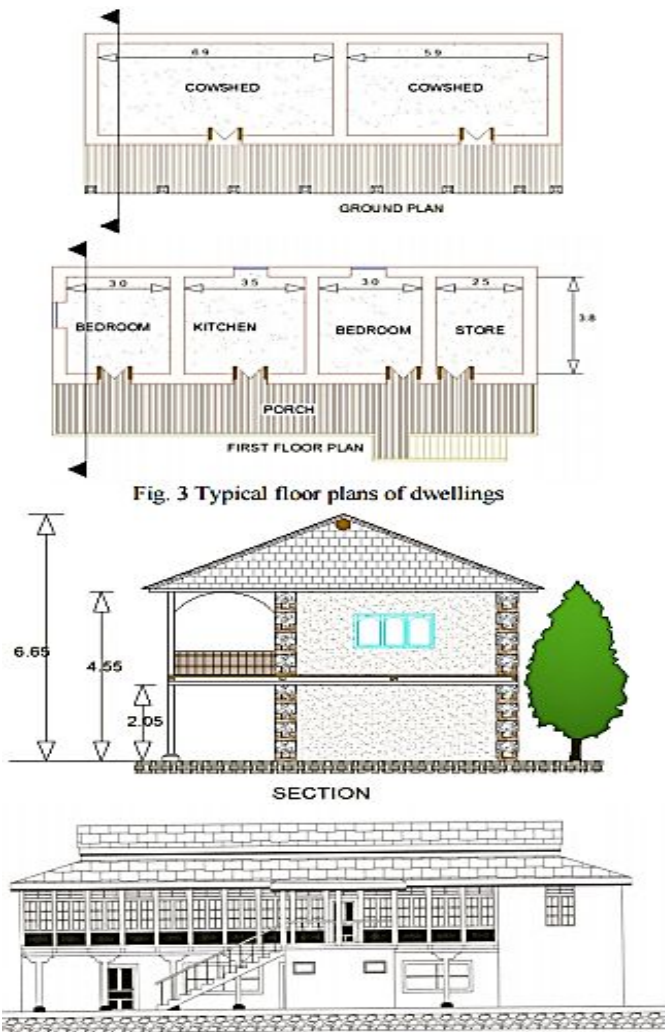 6.9 5.9
COWSHED COWSHED
GROUND PLAN
3.0 3.5 3.0 2.5
3.8
BEDROOM KITCHEN BEDROOM STORE
PORCH
FIRST FLOOR PLAN
Fig. 3 Typical floor plans of dwellings
6.65
4.55
2.05
SECTION